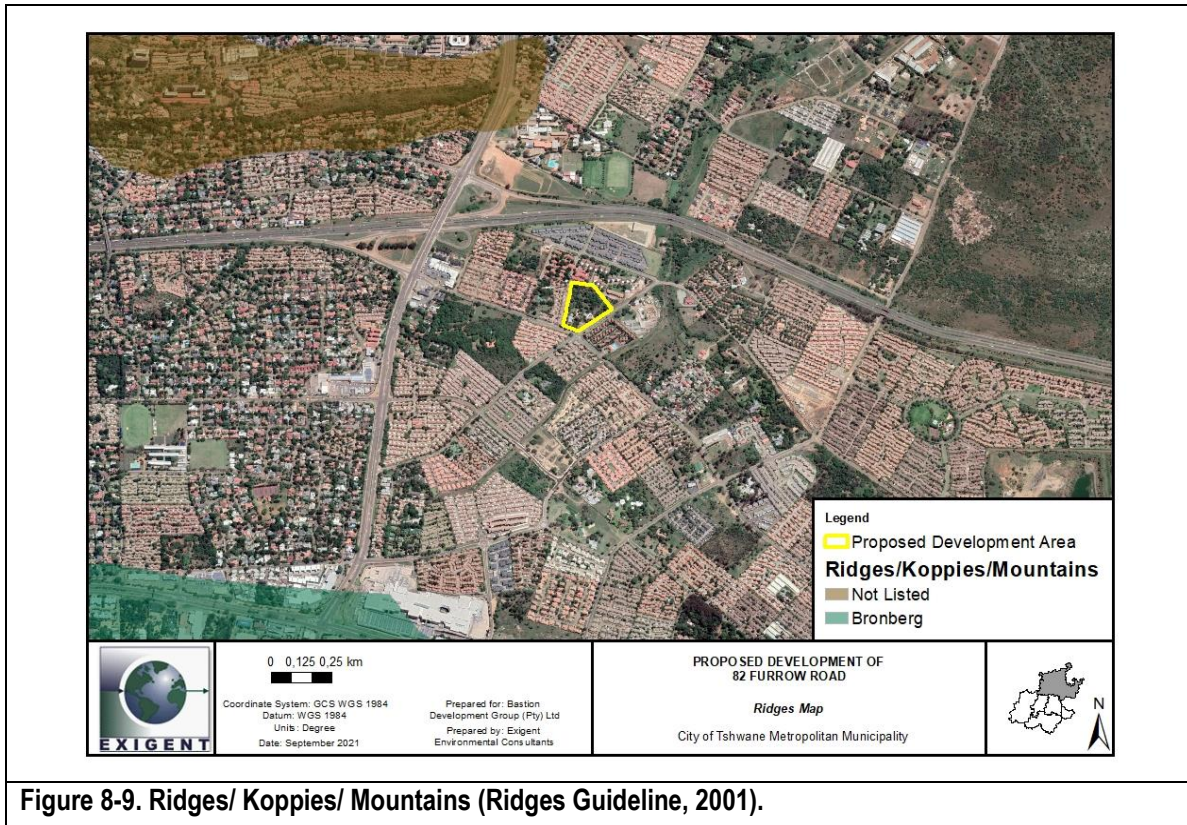 Legend
Proposed Development Area
Ridges/Koppies/Mountains
Not Listed
Bronberg
EXIGENT
0 0,125 0,25 km
Coordinate System: GCS WGS 1984
Datum: WGS 1984
Units: Degree
Date: September 2021
Prepared for: Bastion
Development Group (Pty) Ltd
Prepared by: Exigent
Environmental Consultants
PROPOSED DEVELOPMENT OF
82 FURROW ROAD
Ridges Map
City of Tshwane Metropolitan Municipality
N
Figure 8-9. Ridges/ Koppies/ Mountains (Ridges Guideline, 2001).